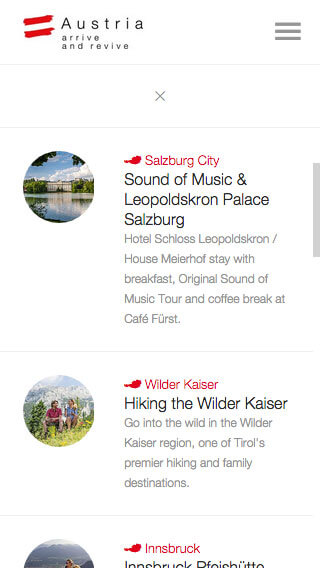 Austria
arrive
and revive
Salzburg City
Sound of Music &
Leopoldskron Palace
Salzburg
Hotel Schloss Leopoldskron /
House Meierhof stay with
breakfast, Original Sound of
Music Tour and coffee break at
Café Fürst.
Wilder Kaiser
Hiking the Wilder Kaiser
Go into the wild in the Wilder
Kaiser region, one of Tirol's
premier hiking and family
destinations.
Innsbruck
Innsbruck Pfeishütte